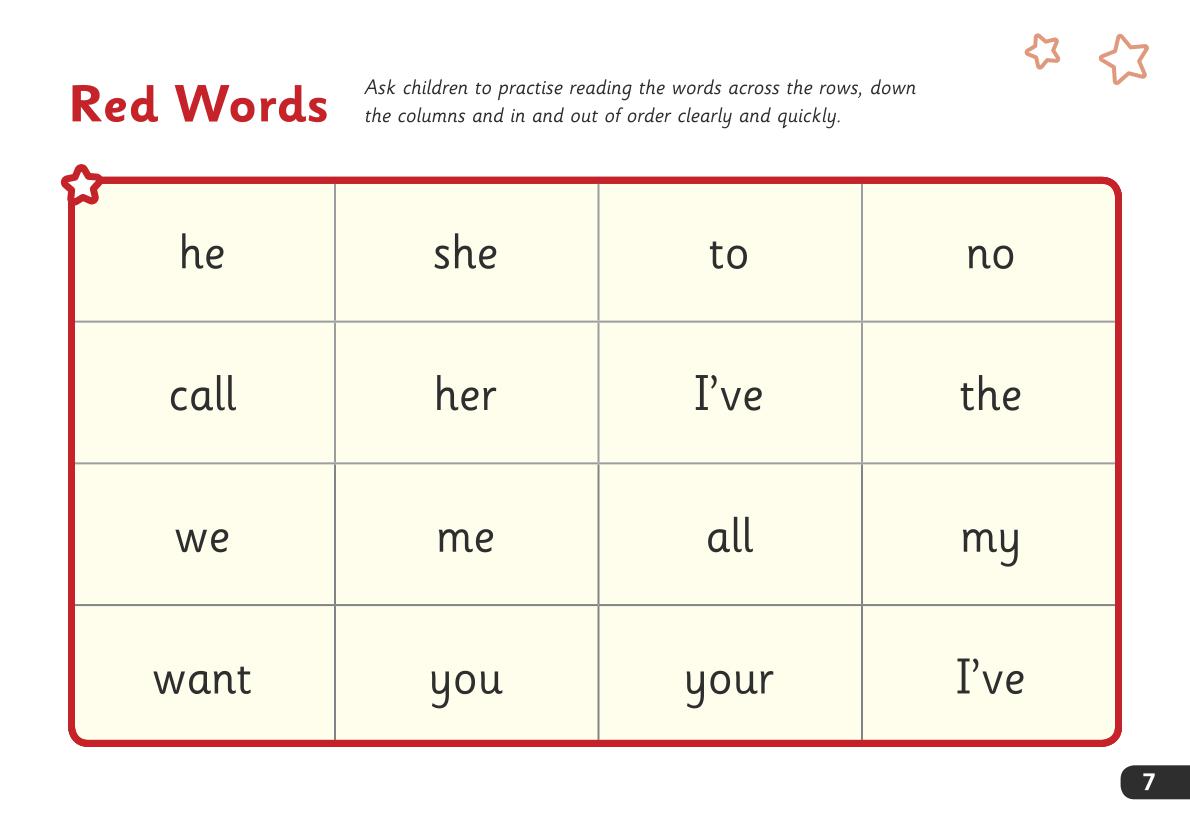 Red Words
Ask children to practise reading the words across the rows, down
the columns and in and out of order clearly and quickly.
he she to no
call her I’ve the
we me all my
want you your I’ve
7